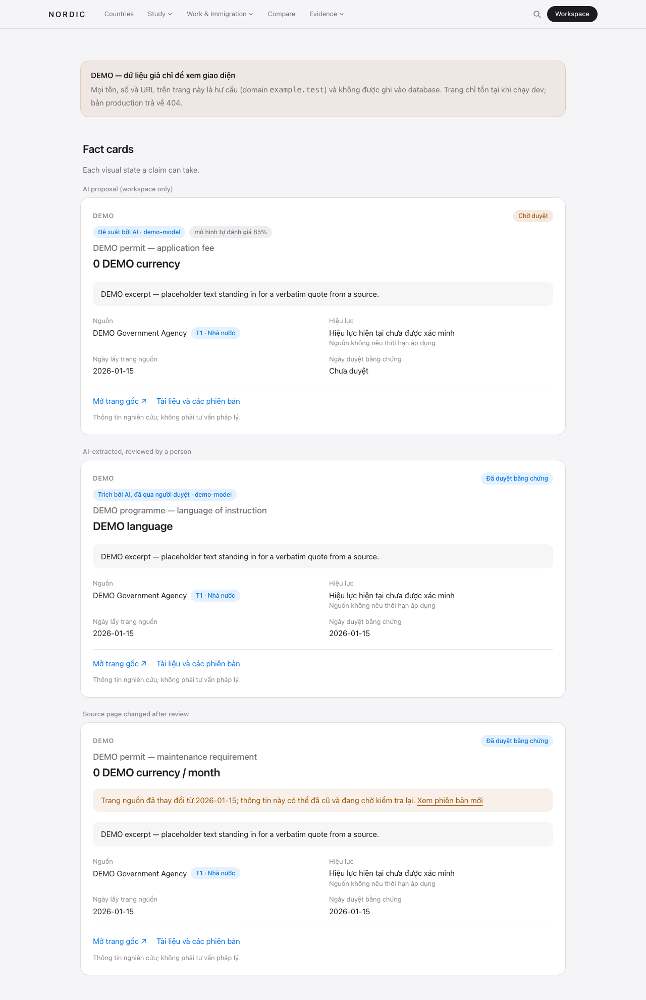 NORDIC
Countries
Study
Work & Immigration
Compare
Evidence
Workspace
DEMO — dữ liệu giả chỉ để xem giao diện
Mọi tên, số và URL trên trang này là hư cấu (domain example.test) và không được ghi vào database. Trang chỉ tồn tại khi chạy dev;
bản production trả về 404.
Fact cards
Each visual state a claim can take.
AI proposal (workspace only)
DEMO
Chờ duyệt
Đề xuất bởi AI · demo-model
mô hình tự đánh giá 85%
DEMO permit — application fee
0 DEMO currency
DEMO excerpt — placeholder text standing in for a verbatim quote from a source.
Nguồn
Hiệu lực
DEMO Government Agency T1 · Nhà nước
Hiệu lực hiện tại chưa được xác minh
Nguồn không nêu thời hạn áp dụng
Ngày lấy trang nguồn
Ngày duyệt bằng chứng
2026-01-15
Chưa duyệt
Mở trang gốc ↗
Tài liệu và các phiên bản
Thông tin nghiên cứu; không phải tư vấn pháp lý.
AI-extracted, reviewed by a person
DEMO
Đã duyệt bằng chứng
Trích bởi AI, đã qua người duyệt · demo-model
DEMO programme — language of instruction
DEMO language
DEMO excerpt — placeholder text standing in for a verbatim quote from a source.
Nguồn
Hiệu lực
DEMO Government Agency T1 · Nhà nước
Hiệu lực hiện tại chưa được xác minh
Nguồn không nêu thời hạn áp dụng
Ngày lấy trang nguồn
Ngày duyệt bằng chứng
2026-01-15
2026-01-15
Mở trang gốc ↗
Tài liệu và các phiên bản
Thông tin nghiên cứu; không phải tư vấn pháp lý.
Source page changed after review
DEMO
Đã duyệt bằng chứng
DEMO permit — maintenance requirement
0 DEMO currency / month
Trang nguồn đã thay đổi từ 2026-01-15; thông tin này có thể đã cũ và đang chờ kiểm tra lại. Xem phiên bản mới
DEMO excerpt — placeholder text standing in for a verbatim quote from a source.
Nguồn
Hiệu lực
DEMO Government Agency T1 · Nhà nước
Hiệu lực hiện tại chưa được xác minh
Nguồn không nêu thời hạn áp dụng
Ngày lấy trang nguồn
Ngày duyệt bằng chứng
2026-01-15
2026-01-15
Mở trang gốc ↗
Tài liệu và các phiên bản
Thông tin nghiên cứu; không phải tư vấn pháp lý.